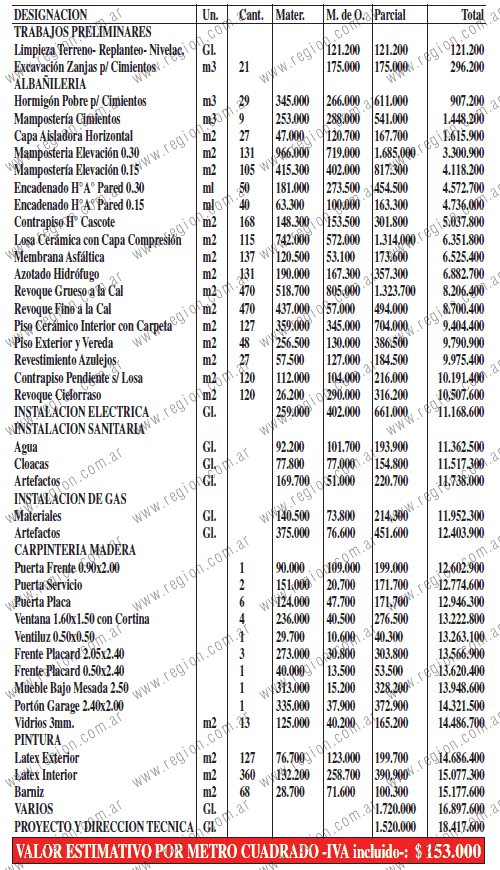 DESIGNACION Un. Cant. Mater. M. de O. Parcial Total
TRABAJOS PRELIMINARES
Limpieza Terreno- Replanteo- Nivelac. Gl. 121.200 121.200 121.200
Excavación Zanjas p/ Cimientos m3 21 175.000 175.000 296.200
ALBAÑILERIA
Hormigón Pobre p/ Cimientos m3 29 345.000 266.000 611.000 907.200
Mampostería Cimientos m3 9 253.000 288.000 541.000 1.448.200
Capa Aisladora Horizontal m2 27 47.000 120.700 167.700 1.615.900
Mamposteria Elevación 0.30 m2 131 966.000 719.000 1.685.000 3.300.900
Mampostería Elevación 0.15 m2 105 415.300 402.000 817.300 4.118.200
Encadenado H°A° Pared 0.30 ml 50 181.000 273.500 454.500 4.572.700
Encadenado H°A° Pared 0.15 ml 40 63.300 100.000 163.300 4.736.000
Contrapiso H° Cascote m2 168 148.300 153.500 301.800 5.037.800
Losa Cerámica con Capa Compresión m2 115 742.000 572.000 1.314.000 6.351.800
Membrana Asfáltica m2 137 120.500 53.100 173.600 6.525.400
Azotado Hidrófugo m2 131 190.000 167.300 357.300 6.882.700
Revoque Grueso a la Cal m2 470 518.700 805.000 1.323.700 8.206.400
Revoque Fino a la Cal m2 470 437.000 57.000 494.000 8.700.400
Piso Cerámico Interior con Carpeta m2 127 359.000 345.000 704.000 9.404.400
Piso Exterior y Vereda m2 48 256.500 130.000 386.500 9.790.900
Revestimiento Azulejos m2 27 57.500 127.000 184.500 9.975.400
Contrapiso Pendiente s/ Losa m2 120 112.000 104.000 216.000 10.191.400
Revoque Cielorraso m2 120 26.200 290.000 316.200 10.507.600
INSTALACION ELECTRICA Gl. 259.000 402.000 661.000 11.168.600
INSTALACION SANITARIA
Agua Gl. 92.200 101.700 193.900 11.362.500
Cloacas Gl. 77.800 77.000 154.800 11.517.300
Artefactos Gl. 169.700 51.000 220.700 11.738.000
INSTALACION DE GAS
Materiales Gl. 140.500 73.800 214.300 11.952.300
Artefactos Gl. 375.000 76.600 451.600 12.403.900
CARPINTERIA MADERA
Puerta Frente 0.90x2.00 1 90.000 109.000 199.000 12.602.900
Puerta Servicio 2 151.000 20.700 171.700 12.774.600
Puerta Placa 6 124.000 47.700 171.700 12.946.300
Ventana 1.60x1.50 con Cortina 4 236.000 40.500 276.500 13.222.800
Ventiluz 0.50x0.50 1 29.700 10.600 40.300 13.263.100
Frente Placard 2.05x2.40 3 273.000 30.800 303.800 13.566.900
Frente Placard 0.50x2.40 1 40.000 13.500 53.500 13.620.400
Mueble Bajo Mesada 2.50 1 313.000 15.200 328.200 13.948.600
Portón Garage 2.40x2.00 1 335.000 37.900 372.900 14.321.500
Vidrios 3mm. m2 13 125.000 40.200 165.200 14.486.700
PINTURA
Latex Exterior m2 127 76.700 123.000 199.700 14.686.400
Latex Interior m2 360 132.200 258.700 390.900 15.077.300
Barniz m2 68 28.700 71.600 100.300 15.177.600
VARIOS Gl. 1.720.000 16.897.600
PROYECTO Y DIRECCION TECNICA Gl. 1.520.000 18.417.600
VALOR ESTIMATIVO POR METRO CUADRADO -IVA incluido-: $ 153.000
www.region.com.ar